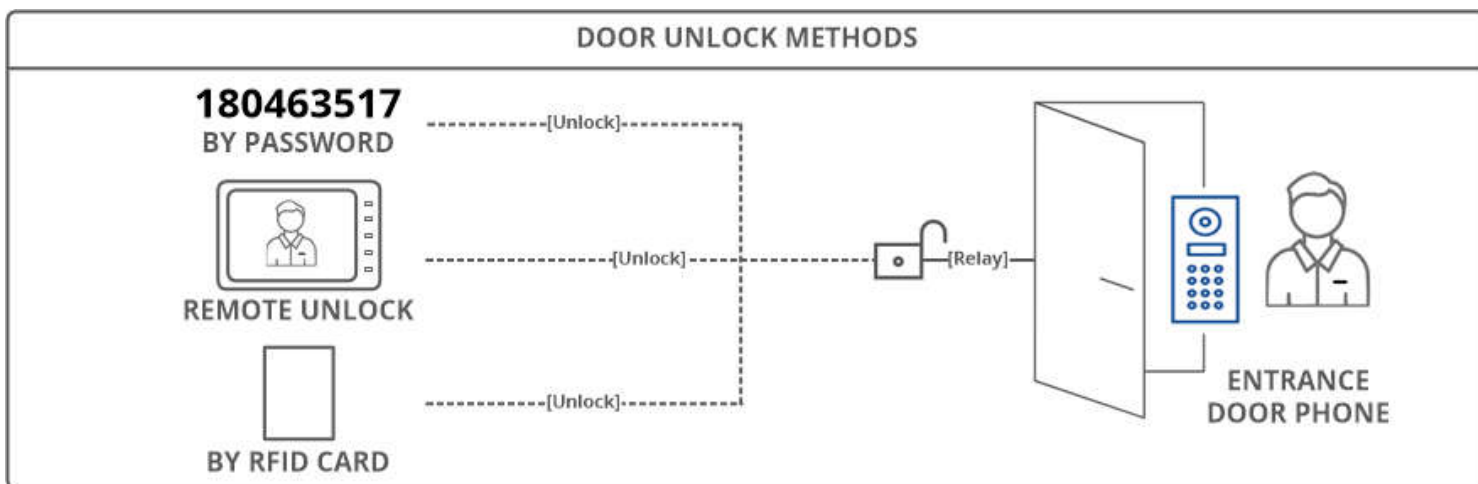 DOOR UNLOCK METHODS
180463517
BY PASSWORD
[Unlock]
REMOTE UNLOCK
[Unlock]
[Relay]
BY RFID CARD
[Unlock]
ENTRANCE
DOOR PHONE